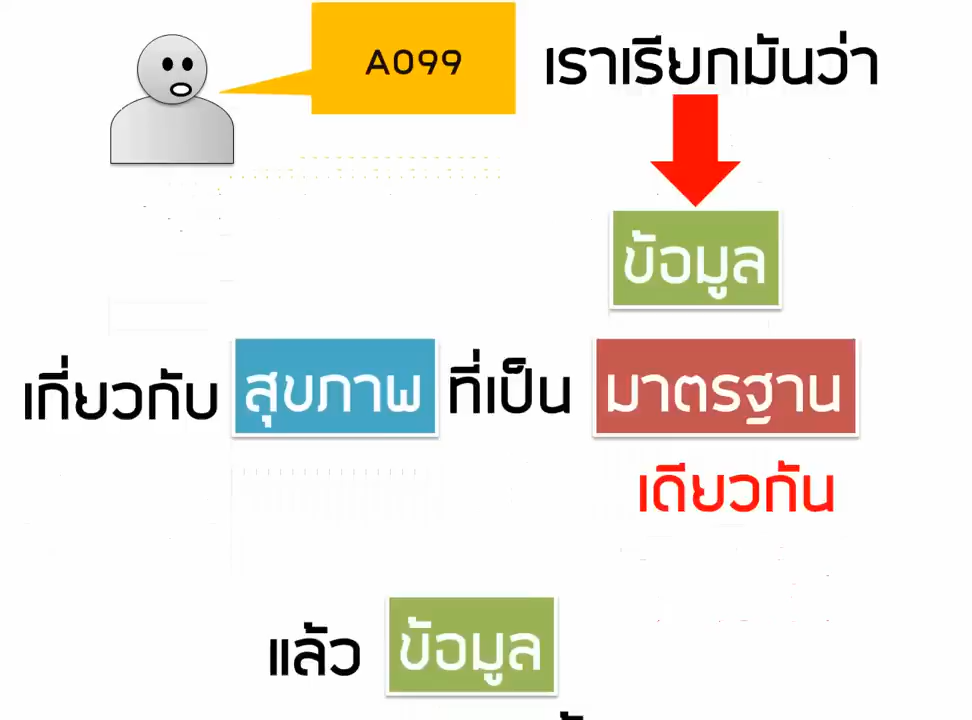 A099
เราเรียกมันว่า
ข้อมูล
เกี่ยวกับ สุขภาพ ที่เป็น มาตรฐาน
เดียวกัน
แล้ว ข้อมูล